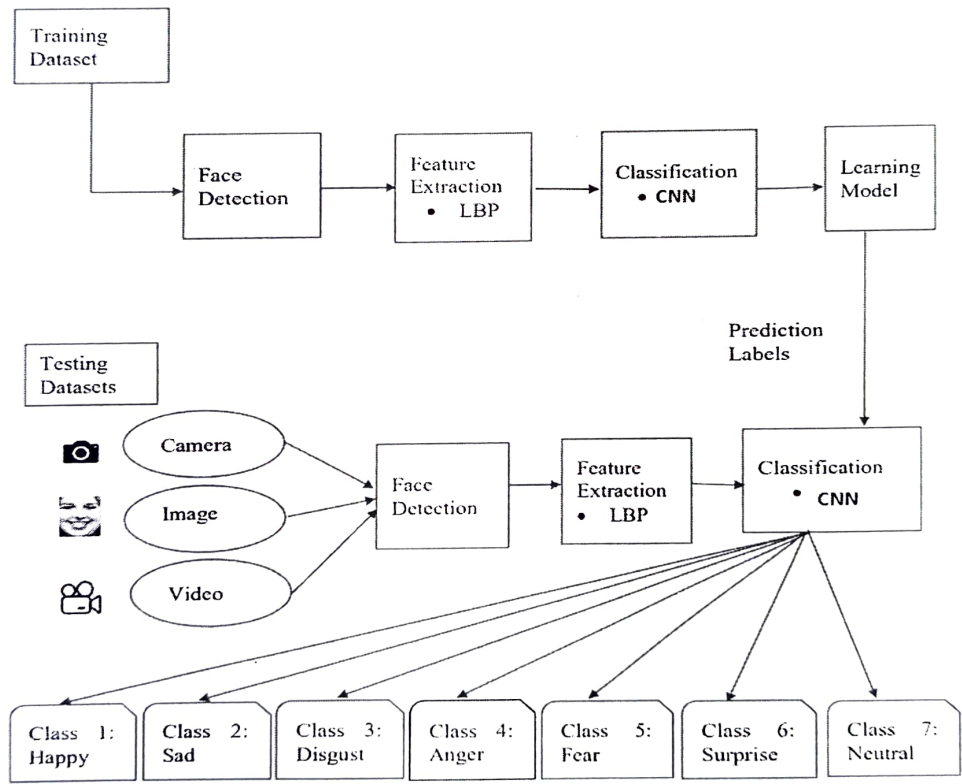 Training
Dataset
Face
Detection
Feature
Extraction
• LBP
Classification
• CNN
Learning
Model
Prediction
Labels
Testing
Datasets
Camera
Image
Video
Face
Detection
Feature
Extraction
• LBP
Classification
• CNN
Class 1:
Happy
Class 2:
Sad
Class 3:
Disgust
Class 4:
Anger
Class 5:
Fear
Class 6:
Surprise
Class 7:
Neutral